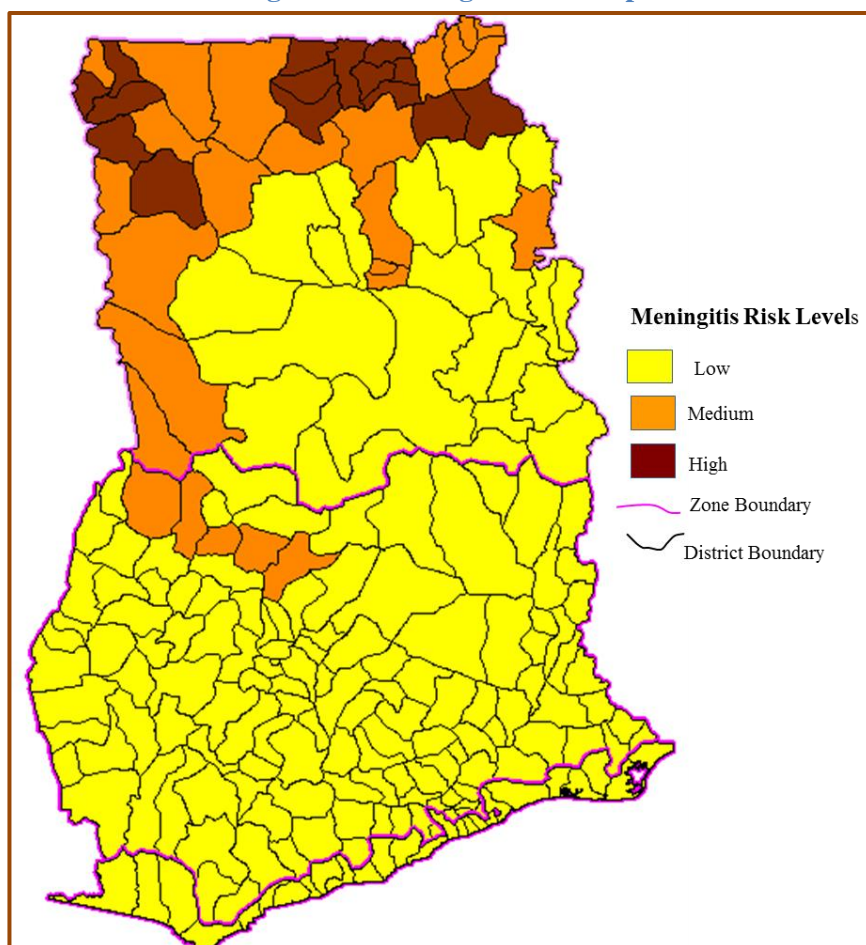 Meningitis Risk Levels
Low
Medium
High
Zone Boundary
District Boundary